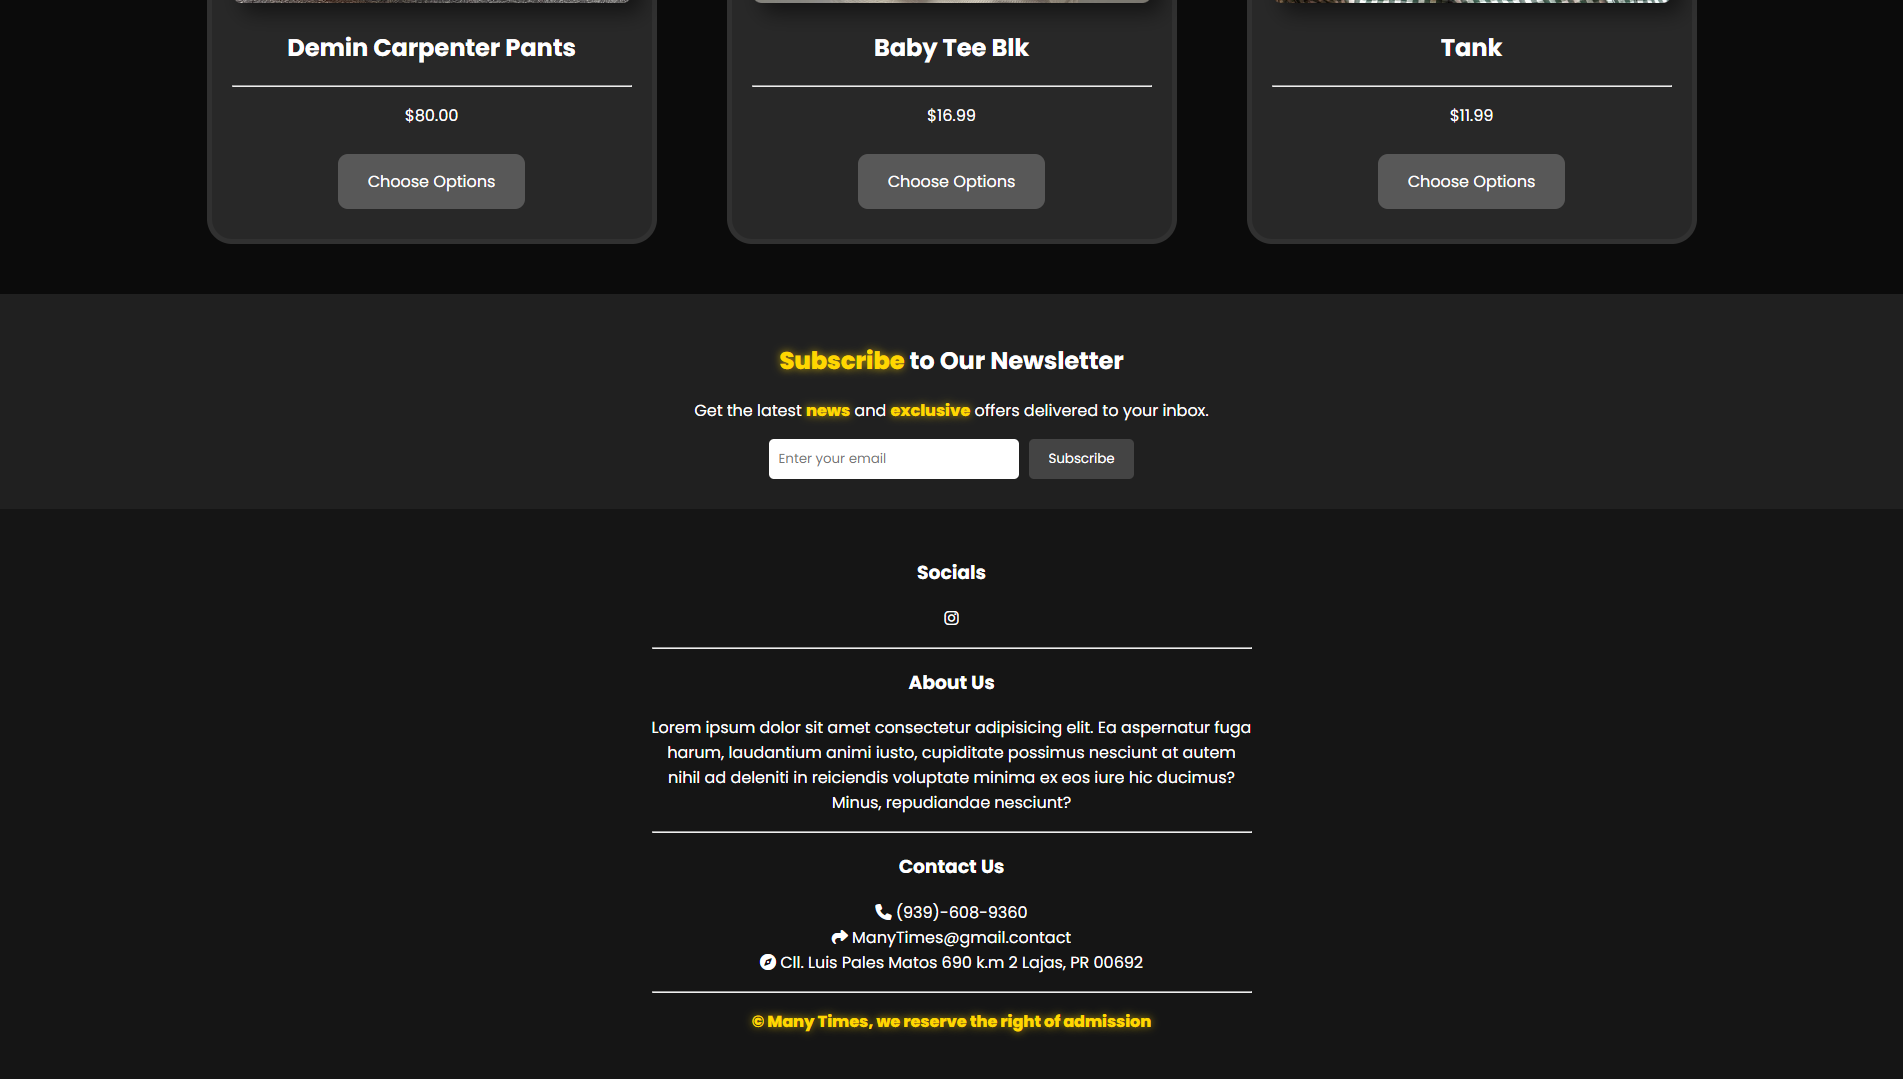 Demin Carpenter Pants
$80.00
Choose Options
Baby Tee Blk
$16.99
Choose Options
Tank
$11.99
Choose Options
Subscribe to Our Newsletter
Get the latest news and exclusive offers delivered to your inbox.
Enter your email
Subscribe
Socials
About Us
Lorem ipsum dolor sit amet consectetur adipisicing elit. Ea aspernatur fuga
harum, laudantium animi iusto, cupiditate possimus nesciunt at autem
nihil ad deleniti in reiciendis voluptate minima ex eos iure hic ducimus?
Minus, repudiandae nesciunt?
Contact Us
(939)-608-9360
ManyTimes@gmail.contact
Cll. Luis Pales Matos 690 k.m 2 Lajas, PR 00692
© Many Times, we reserve the right of admission